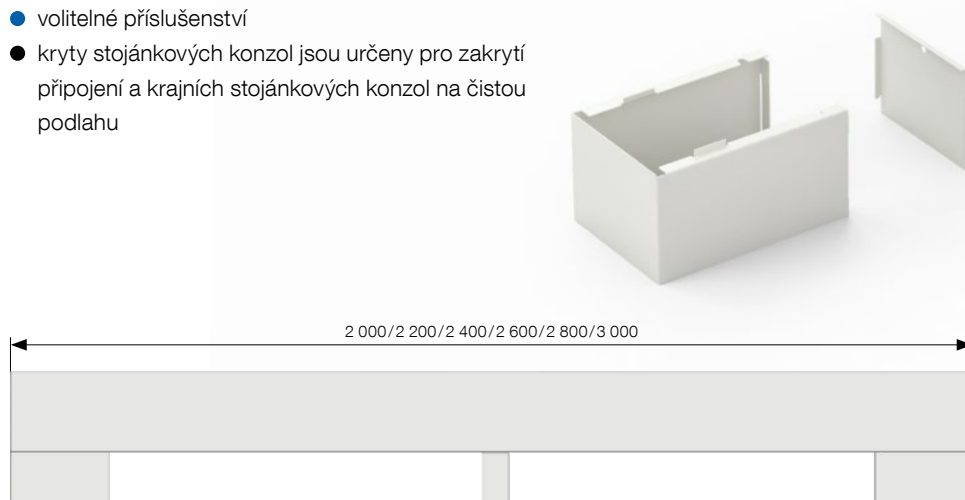 volitelné příslušenství
kryty stojánkových konzol jsou určeny pro zakrytí
připojení a krajních stojánkových konzol na čistou
podlahu
2 000/2 200/2 400/2 600/2 800/3 000